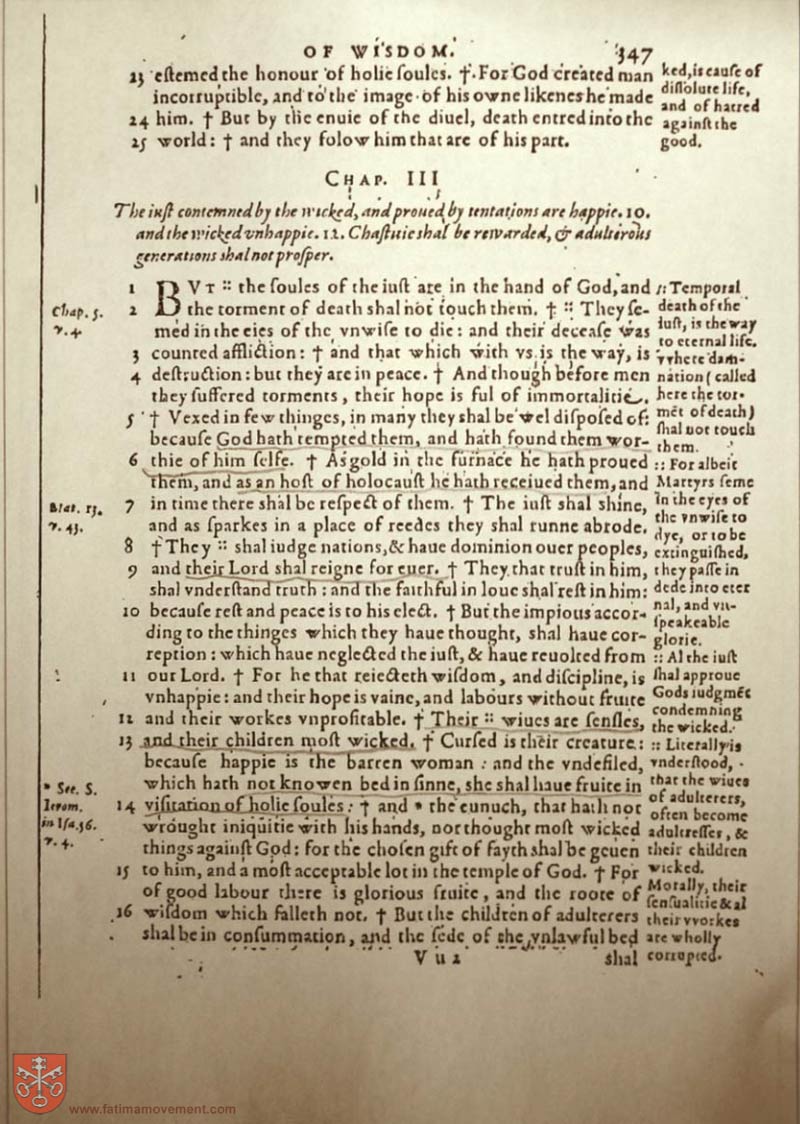 OF WISDOM. 347
23 eſtemed the honour of holie ſoules. †. For God created man
incorruptible, and to the image of his owne likenes he made
24 him. † But by the enuie of the diuel, death entred into the
25 world: † and they folow him that are of his part.
ked, is cauſe of
diſſolute life,
and of hatred
againſt the
good.
CHAP. III
The iuſt contemned by the wicked, and proued by tentations are happie. 10.
and the wicked vnhappie. 12. Chaſtitie shal be rewarded, & adulterous
generations shal not proſper.
1 BVT :: the ſoules of the iuſt are in the hand of God, and
2 the torment of death shal not touch them. † :: They ſe-
med in the eies of the vnwiſe to die: and their deceaſe was
3 counted affliction: † and that which with vs is the way, is
4 deſtruction: but they are in peace. † And though before men
they ſuffered torments, their hope is ful of immortalitie.
5 † Vexed in few thinges, in many they shal be wel diſpoſed of:
becauſe God hath tempted them, and hath found them wor-
6 thie of him ſelfe. † As gold in the furnace he hath proued
them, and as an hoſt of holocauſt he hath receiued them, and
7 in time there shal be reſpect of them. † The iuſt shal shine,
and as ſparkes in a place of reedes they shal runne abrode.
8 † They :: shal iudge nations, & haue dominion ouer peoples,
9 and their Lord shal reigne for euer. † They that truſt in him,
shal vnderſtand truth: and the faithful in loue shal reſt in him:
10 becauſe reſt and peace is to his elect. † But the impious accor-
ding to the thinges which they haue thought, shal haue cor-
reption: which haue neglected the iuſt, & haue reuolted from
11 our Lord. † For he that reiecteth wiſdom, and diſcipline, is
vnhappie: and their hope is vaine, and labours without fruite
12 and their workes vnprofitable. † Their :: wiues are ſenſles,
13 and their children moſt wicked. † Curſed is their creature:
becauſe happie is the barren woman: and the vndefiled,
which hath not knowen bed in ſinne, she shal haue fruite in
14 viſitation of holie ſoules: † and * the eunuch, that hath not
wrought iniquitie with his hands, nor thought moſt wicked
things againſt God: for the choſen gift of fayth shal be geuen
15 to him, and a moſt acceptable lot in the temple of God. † For
of good labour there is glorious fruite, and the roote of
16 wiſdom which falleth not. † But the children of adulterers
shal be in conſummation, and the ſede of the vnlawful bed
Vuu 2 shal
Chap. 5.
v. 4.
Mat. 13.
v. 43.
* See. S.
Ierom.
in Iſa. 56.
v. 4.
:: Temporal
death of the
iuſt, is the way
to eternal life.
where dam-
nation (called
here the tor-
mēt of death)
ſhal not touch
them.
:: For albeit
Martyrs ſeme
in the eyes of
the vnwiſe to
dye, or to be
extinguiſhed,
they paſſe in
dede into eter
nal, and vn-
ſpeakeable
glorie.
:: Al the iuſt
ſhal approue
Gods iudgmēt
condemning
the wicked.
:: Literally is
vnderſtood,
that the wiues
of adulterers,
often become
adultreſſes, &
their children
wicked.
Morally, their
ſenſualitie & al
their workes
are wholly
corrupted.
www.fatimamovement.com